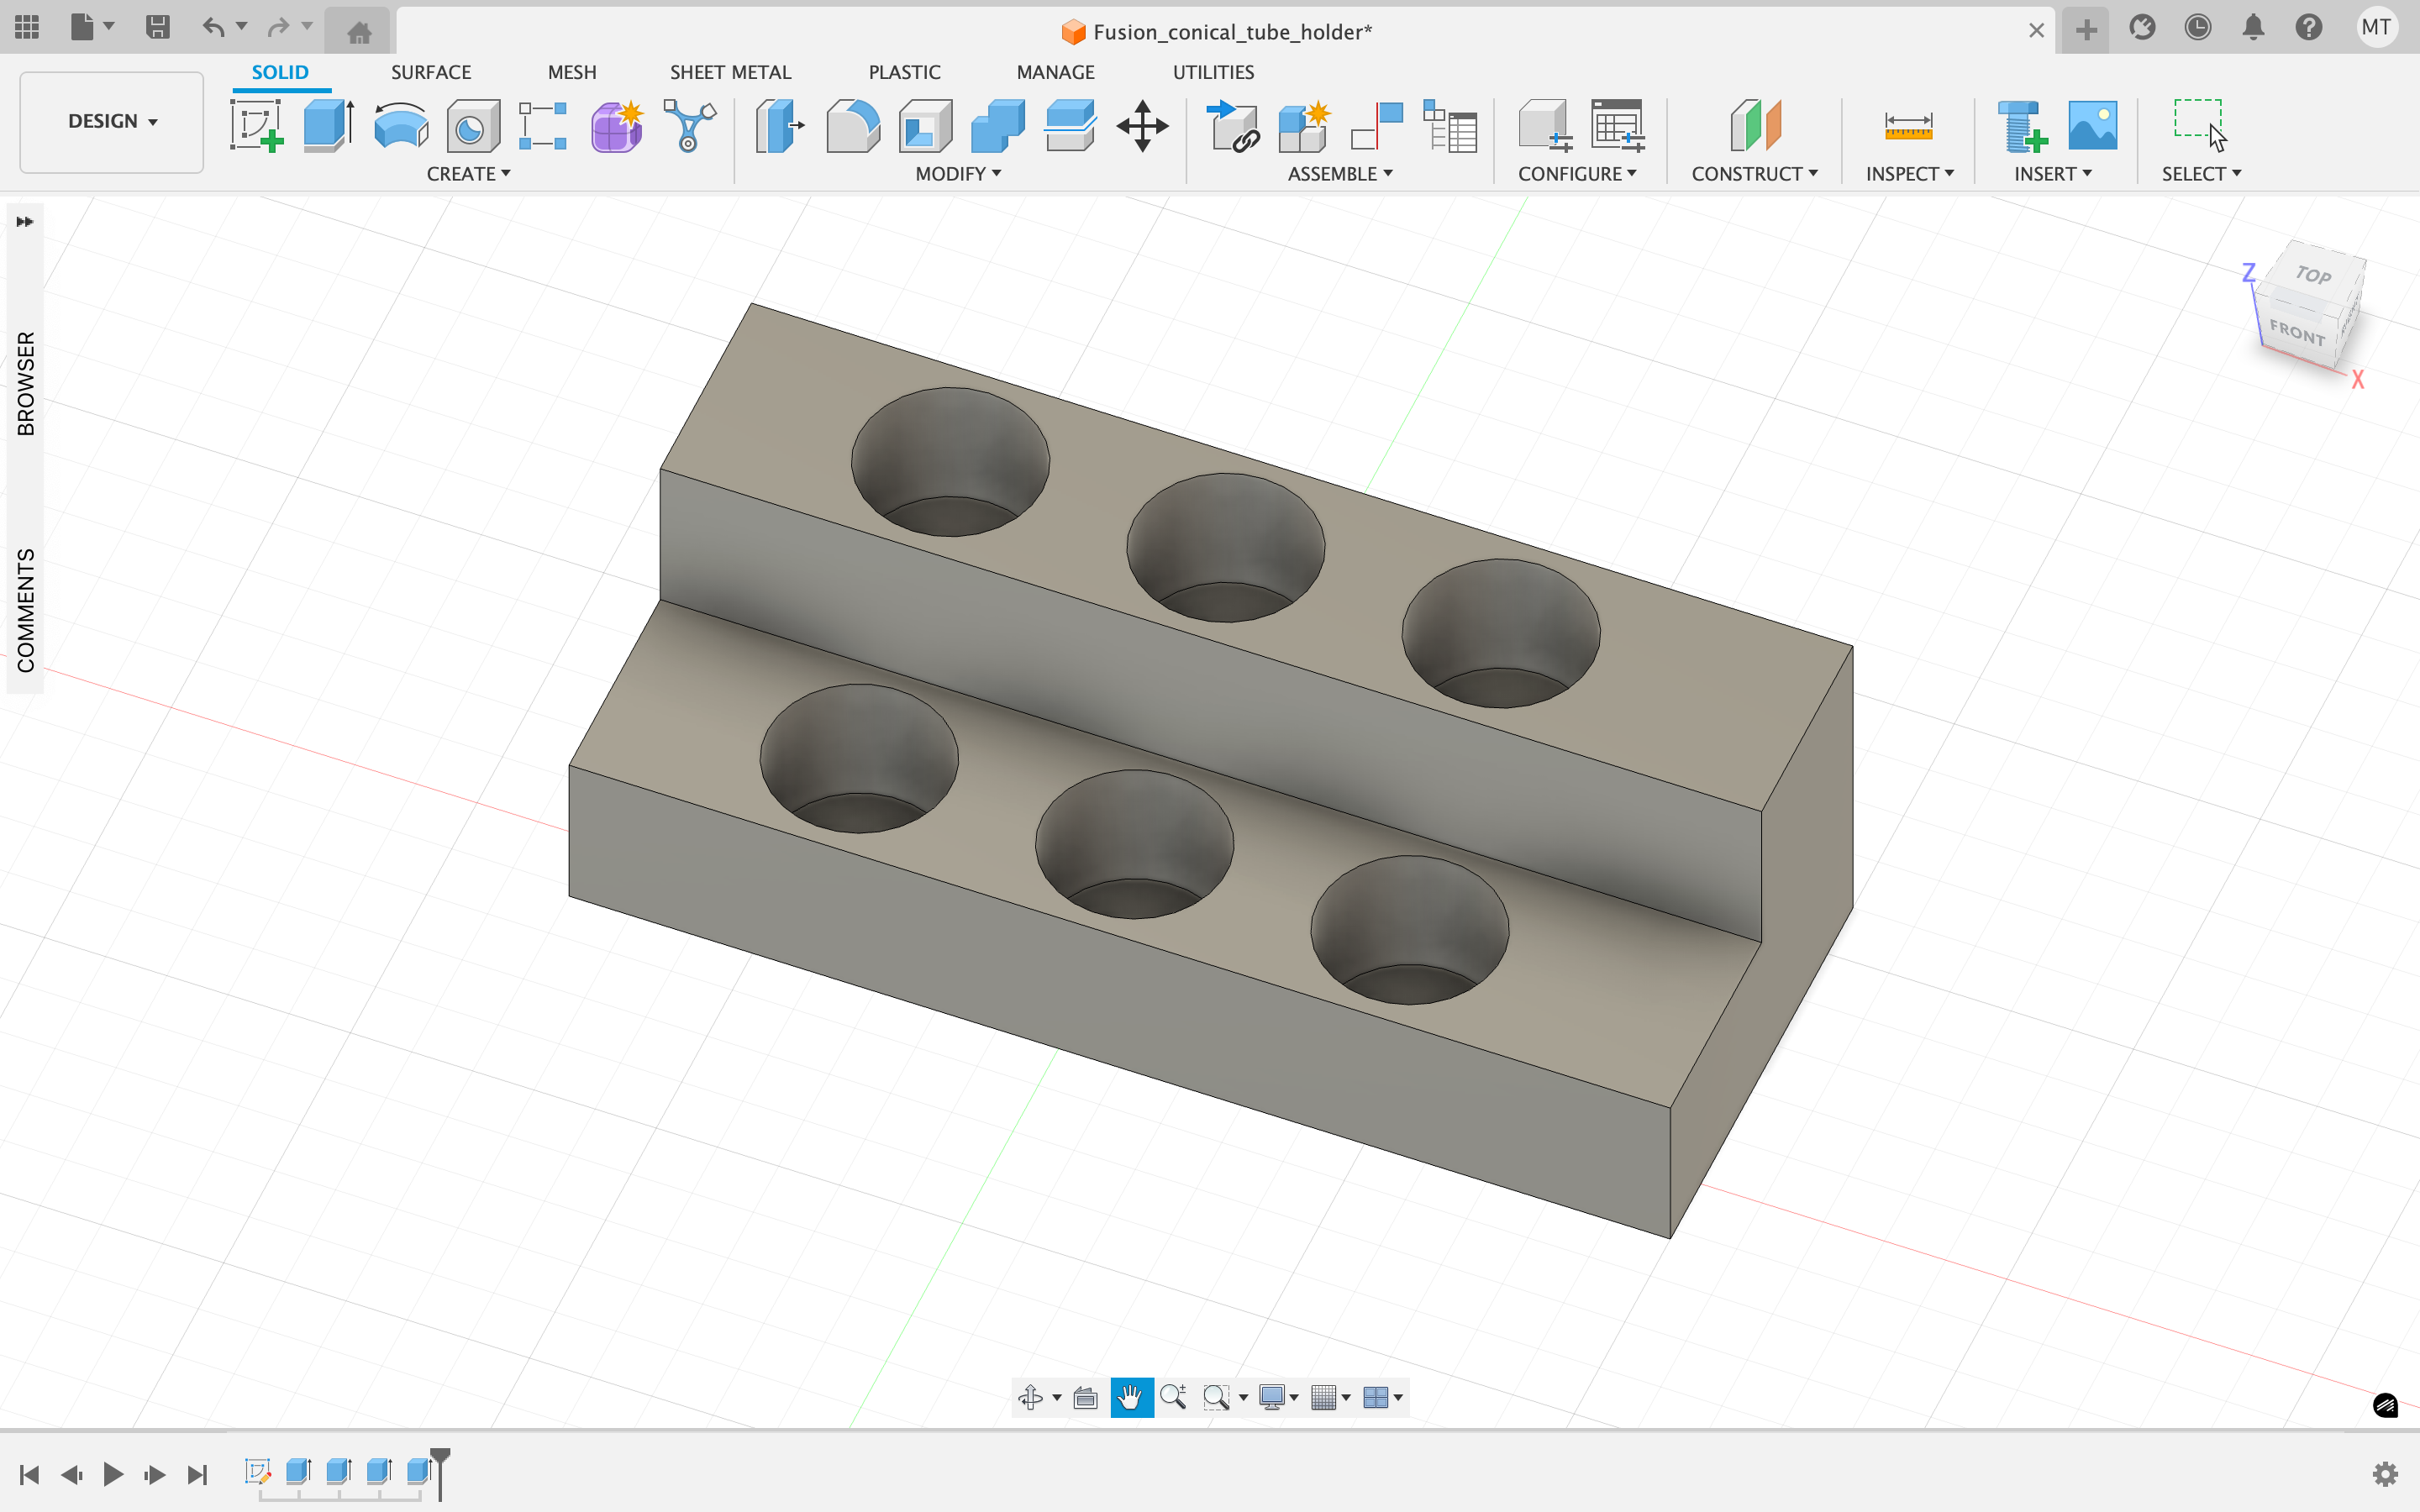 Fusion_conical_tube_holder*
MT
SOLID SURFACE MESH SHEET METAL PLASTIC MANAGE UTILITIES
DESIGN
CREATE MODIFY ASSEMBLE CONFIGURE CONSTRUCT INSPECT INSERT SELECT
BROWSER
COMMENTS
Z
TOP
FRONT
X